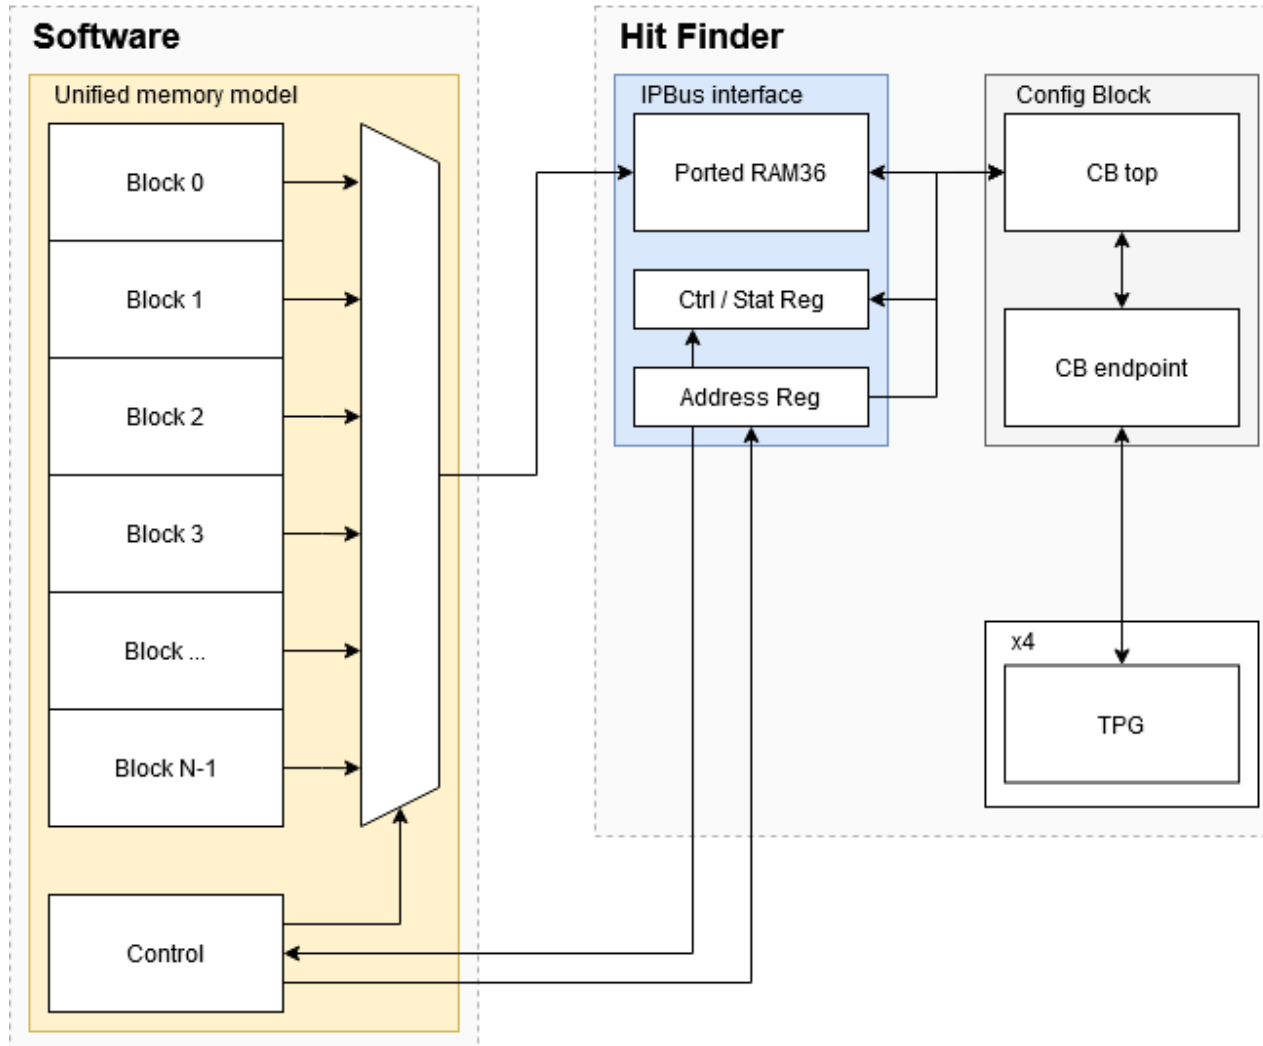 Software
Unified memory model
Block 0
Block 1
Block 2
Block 3
Block ...
Block N-1
Control
Hit Finder
IPBus interface
Ported RAM36
Ctrl / Stat Reg
Address Reg
Config Block
CB top
CB endpoint
x4
TPG